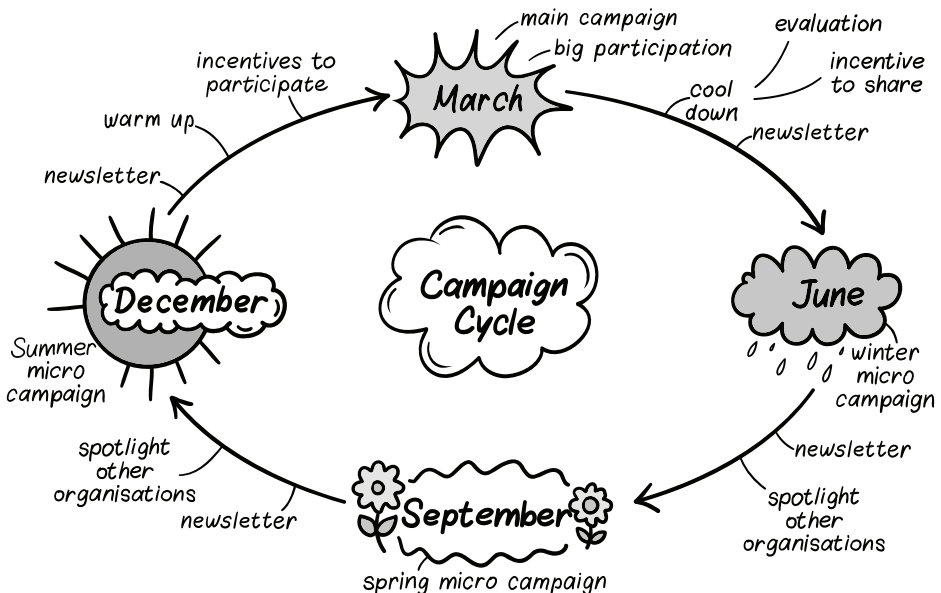 main campaign
big participation
March
evaluation
incentive
to share
cool
down
newsletter
June
winter
micro
campaign
newsletter
spotlight
other
organisations
September
spring micro campaign
newsletter
spotlight
other
organisations
December
Summer
micro
campaign
newsletter
warm up
incentives to
participate
Campaign
Cycle